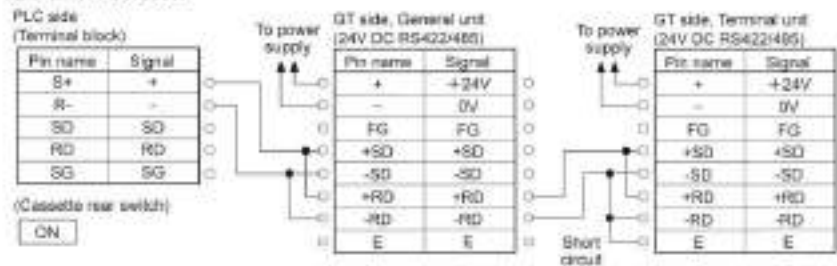 PLC side
(Terminal block)
Pin name Signal
S+ +
R- -
SD SD
RD RD
SG SG
(Cassette rear switch)
ON
To power
supply
GT side, General unit
(24V DC RS422/485)
Pin name Signal
+ +24V
- 0V
FG FG
+SD +SD
-SD -SD
+RD +RD
-RD -RD
E E
To power
supply
GT side, Terminal unit
(24V DC RS422/485)
Pin name Signal
+ +24V
- 0V
FG FG
+SD +SD
-SD -SD
+RD +RD
-RD -RD
E E
Short
circuit